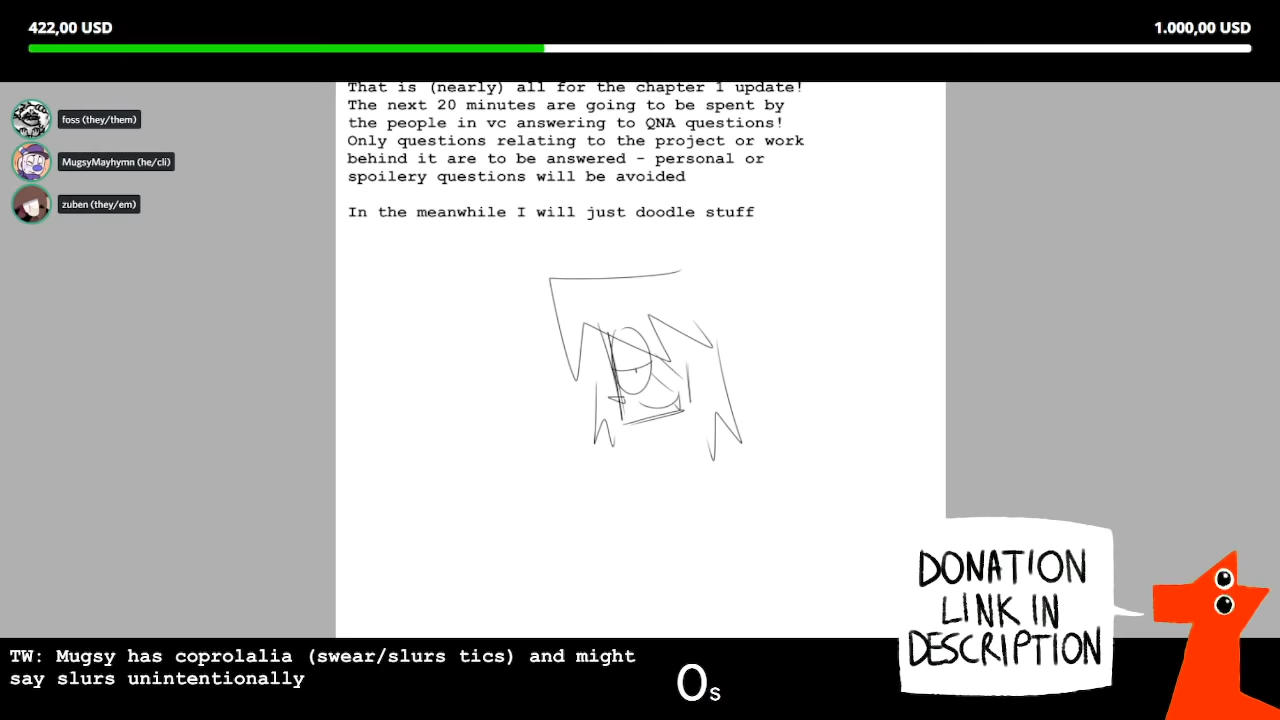 422,00 USD
1.000,00 USD
foss (they/them)
MugsyMayhymn (he/cli)
zuben (they/em)
That is (nearly) all for the chapter 1 update!
The next 20 minutes are going to be spent by
the people in vc answering to QNA questions!
Only questions relating to the project or work
behind it are to be answered - personal or
spoilery questions will be avoided
In the meanwhile I will just doodle stuff
DONATION
LINK IN
DESCRIPTION
TW: Mugsy has coprolalia (swear/slurs tics) and might
say slurs unintentionally
0s